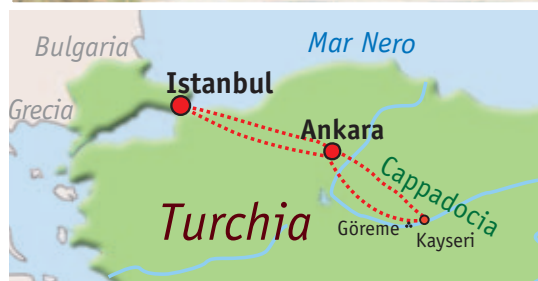 Bulgaria
Mar Nero
Istanbul
Grecia
Ankara
Cappadocia
Turchia
Göreme
Kayseri